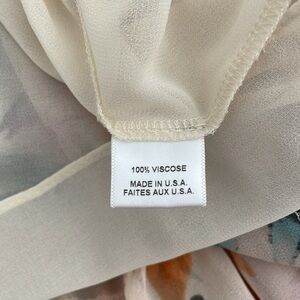 100% VISCOSE
MADE IN U.S.A.
FAITES AUX U.S.A.